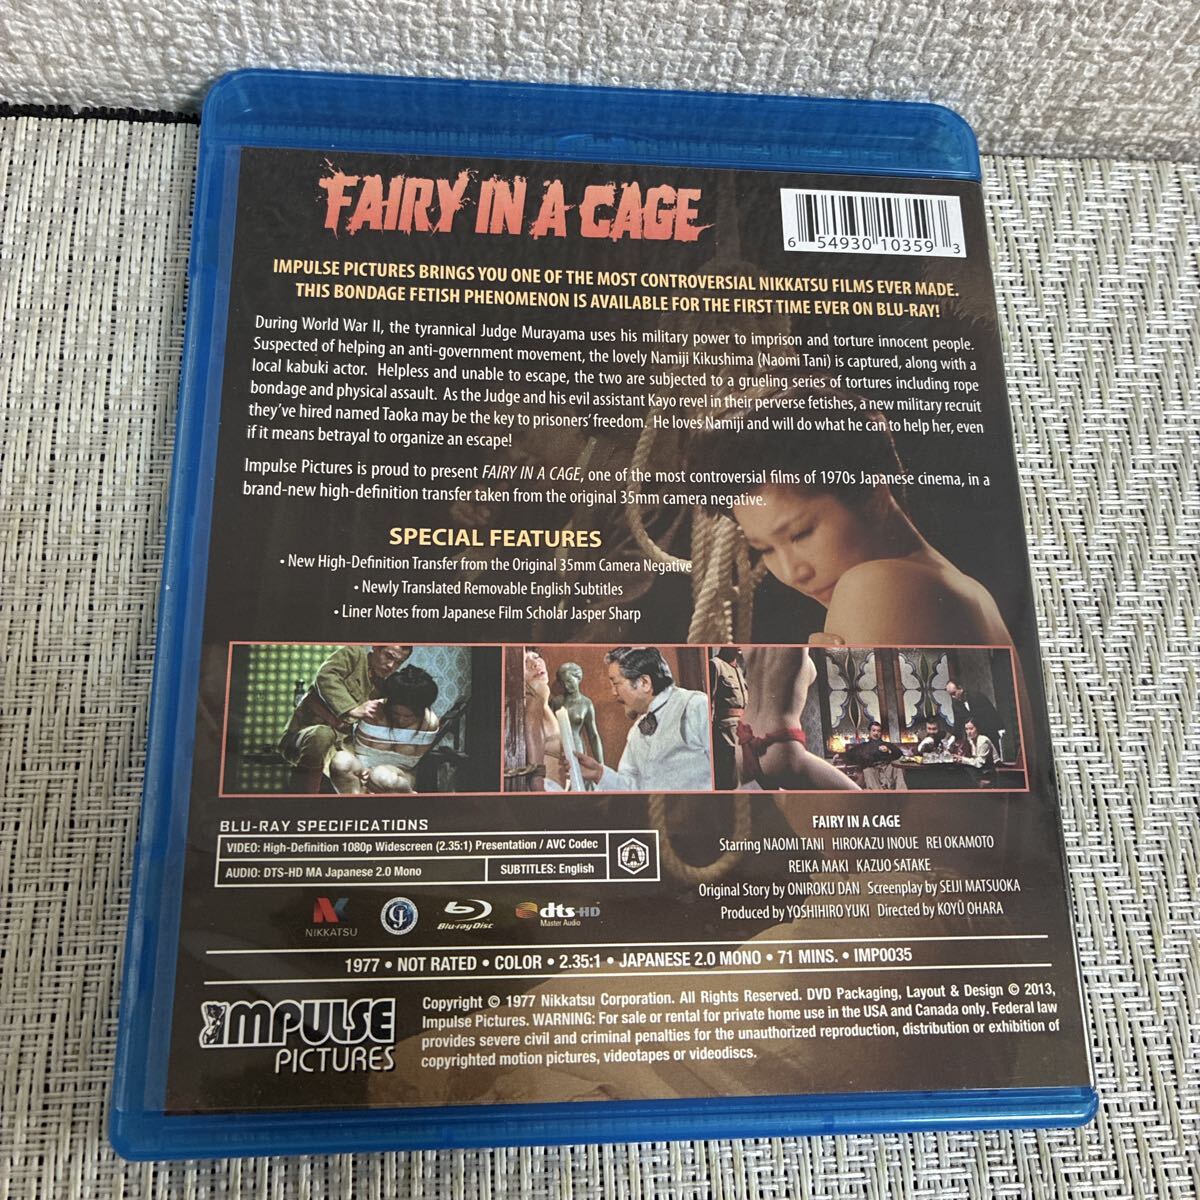 FAIRY IN A CAGE
6 54930 10359 3
IMPULSE PICTURES BRINGS YOU ONE OF THE MOST CONTROVERSIAL NIKKATSU FILMS EVER MADE.
THIS BONDAGE FETISH PHENOMENON IS AVAILABLE FOR THE FIRST TIME EVER ON BLU-RAY!
During World War II, the tyrannical Judge Murayama uses his military power to imprison and torture innocent people.
Suspected of helping an anti-government movement, the lovely Namiji Kikushima (Naomi Tani) is captured, along with a
local kabuki actor. Helpless and unable to escape, the two are subjected to a grueling series of tortures including rope
bondage and physical assault. As the Judge and his evil assistant Kayo revel in their perverse fetishes, a new military recruit
they've hired named Taoka may be the key to prisoners' freedom. He loves Namiji and will do what he can to help her, even
if it means betrayal to organize an escape!
Impulse Pictures is proud to present FAIRY IN A CAGE, one of the most controversial films of 1970s Japanese cinema, in a
brand-new high-definition transfer taken from the original 35mm camera negative.
SPECIAL FEATURES
• New High-Definition Transfer from the Original 35mm Camera Negative
• Newly Translated Removable English Subtitles
• Liner Notes from Japanese Film Scholar Jasper Sharp
BLU-RAY SPECIFICATIONS
VIDEO: High-Definition 1080p Widescreen (2.35:1) Presentation / AVC Codec
AUDIO: DTS-HD MA Japanese 2.0 Mono
SUBTITLES: English
A
NIKKATSU
Blu-ray Disc
dts-HD
Master Audio
FAIRY IN A CAGE
Starring NAOMI TANI HIROKAZU INOUE REI OKAMOTO
REIKA MAKI KAZUO SATAKE
Original Story by ONIROKU DAN Screenplay by SEIJI MATSUOKA
Produced by YOSHIHIRO YUKI Directed by KOYÛ OHARA
1977 • NOT RATED • COLOR • 2.35:1 • JAPANESE 2.0 MONO • 71 MINS. • IMP0035
IMPULSE
PICTURES
Copyright © 1977 Nikkatsu Corporation. All Rights Reserved. DVD Packaging, Layout & Design © 2013,
Impulse Pictures. WARNING: For sale or rental for private home use in the USA and Canada only. Federal law
provides severe civil and criminal penalties for the unauthorized reproduction, distribution or exhibition of
copyrighted motion pictures, videotapes or videodiscs.